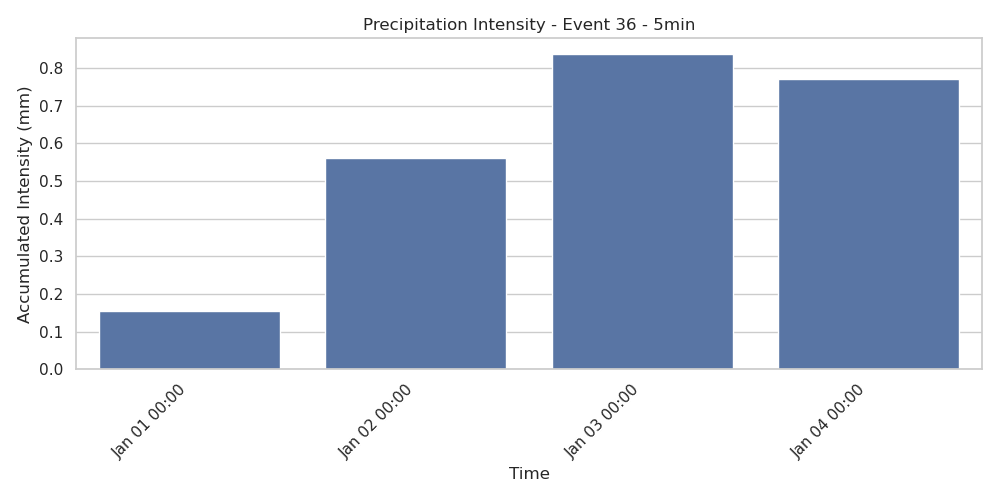 Precipitation Intensity - Event 36 - 5min
Accumulated Intensity (mm)
0.8
0.7
0.6
0.5
0.4
0.3
0.2
0.1
0.0
Jan 01 00:00
Jan 02 00:00
Jan 03 00:00
Jan 04 00:00
Time